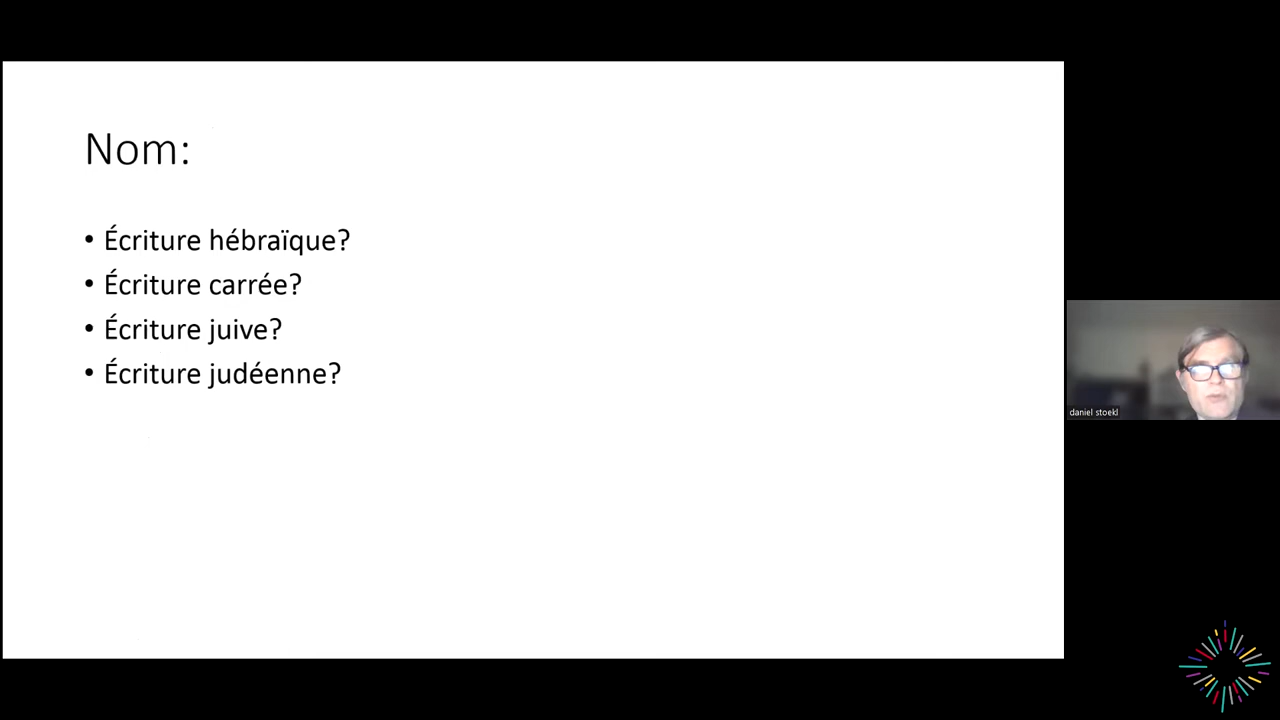 Nom:
• Écriture hébraïque?
• Écriture carrée?
• Écriture juive?
• Écriture judéenne?
daniel stoekl